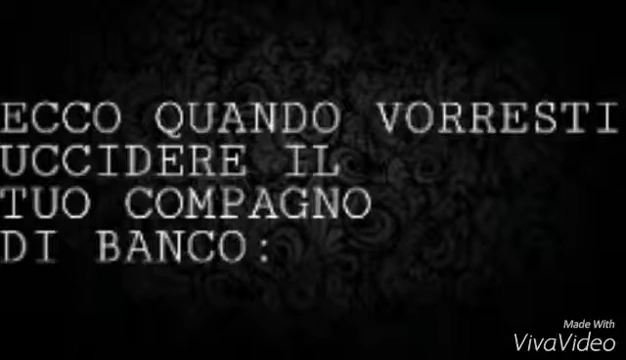 ECCO QUANDO VORRESTI
UCCIDERE IL
TUO COMPAGNO
DI BANCO:
Made With
VivaVideo